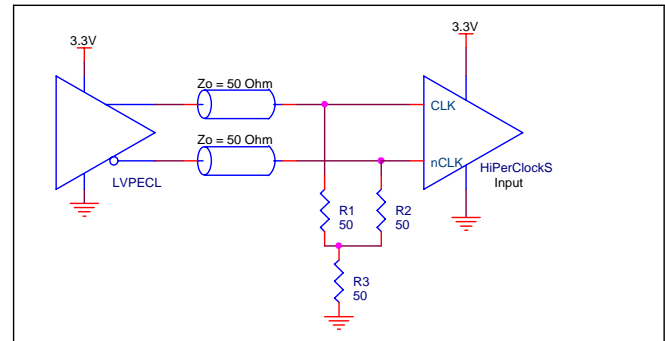 3.3V
3.3V
Zo = 50 Ohm
CLK
Zo = 50 Ohm
nCLK
HiPerClockS
Input
LVPECL
R1
50
R2
50
R3
50